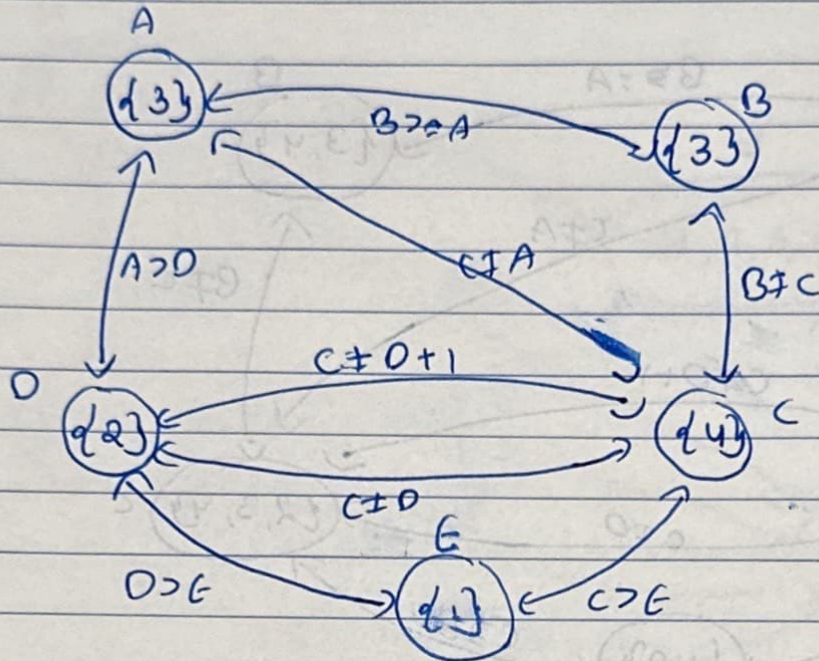 A
{3}
B
{3}
B>=A
A>D
C≠A
B≠C
D
C≠D+1
{2}
{4}
C
C≠D
E
D>E
{1}
C>E